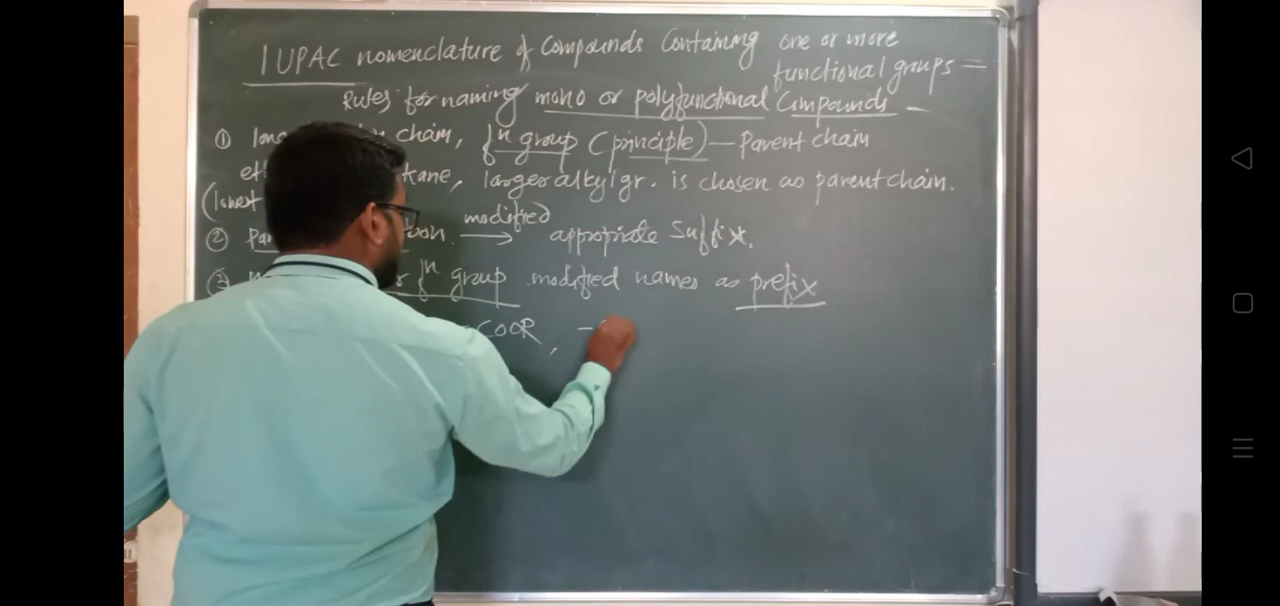 IUPAC nomenclature of Compounds Containing one or more
functional groups —
Rules for naming mono or polyfunctional Compounds —
① chain, fⁿ group (principle) — Parent chain
larger alkyl gr. is chosen as parent chain.
(lowest
② modified → appropriate Suffix.
③ fⁿ group modified names as prefix
COOR,